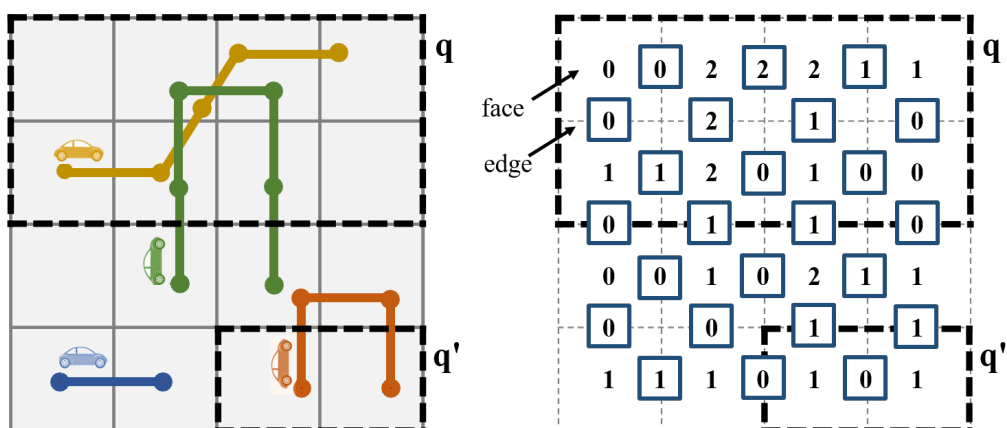 q
q'
face
edge
q
q'
0 0 2 2 2 1 1
0 2 1 0
1 1 2 0 1 0 0
0 1 1 0
0 0 1 0 2 1 1
0 0 1 1
1 1 1 0 1 0 1